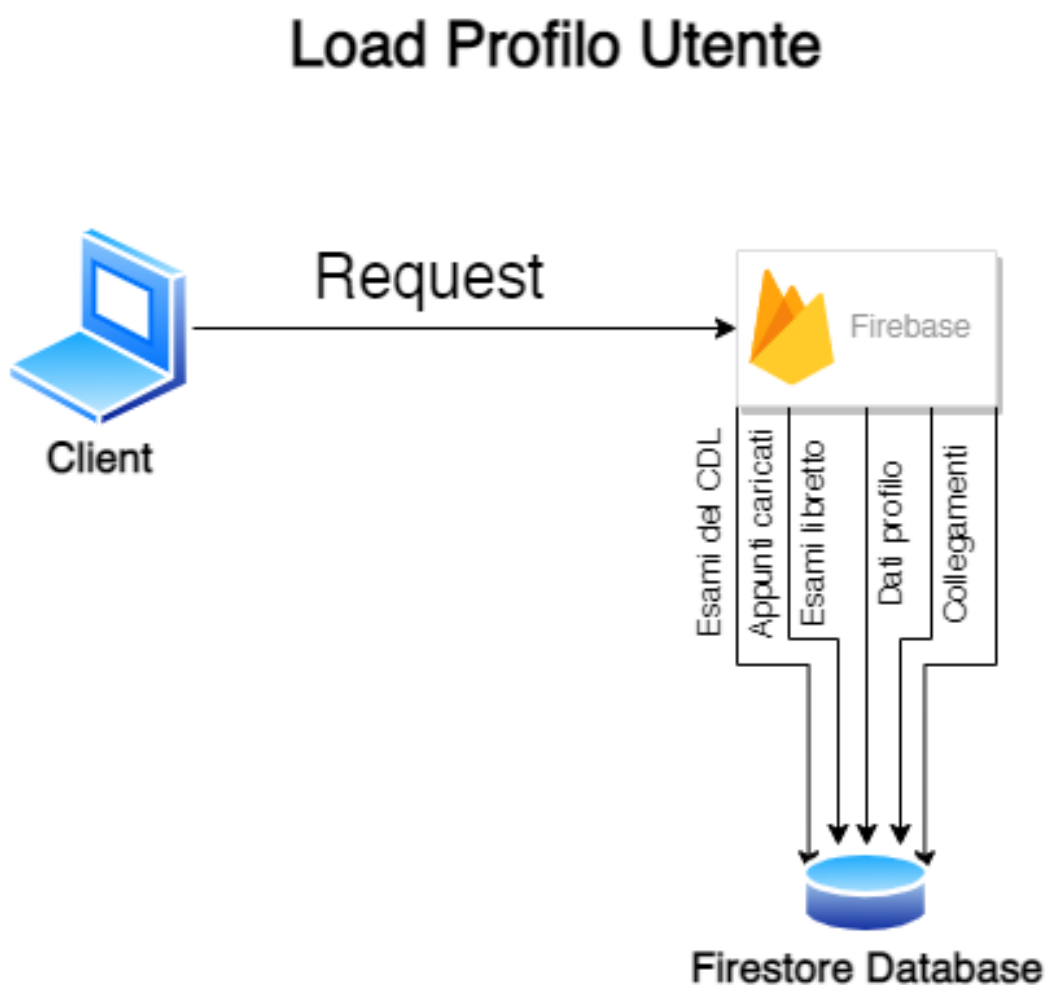 Load Profilo Utente
Request
Firebase
Client
Esami del CDL
Appunti caricati
Esami libretto
Dati profilo
Collegamenti
Firestore Database